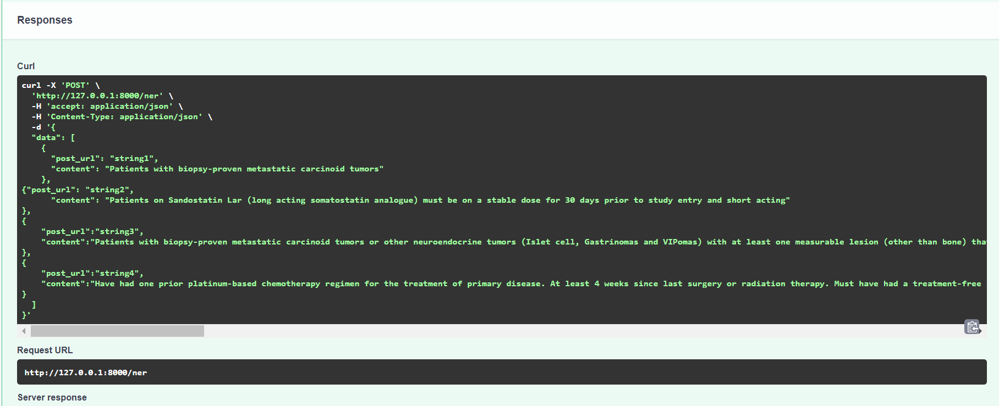 Responses
Curl
curl -X 'POST' \
  'http://127.0.0.1:8000/ner' \
  -H 'accept: application/json' \
  -H 'Content-Type: application/json' \
  -d '{
  "data": [
    {
      "post_url": "string1",
      "content": "Patients with biopsy-proven metastatic carcinoid tumors"
    },
{"post_url": "string2",
      "content": "Patients on Sandostatin Lar (long acting somatostatin analogue) must be on a stable dose for 30 days prior to study entry and short acting"
},
{
    "post_url":"string3",
    "content":"Patients with biopsy-proven metastatic carcinoid tumors or other neuroendocrine tumors (Islet cell, Gastrinomas and VIPomas) with at least one measurable lesion (other than bone)
},
{
    "post_url":"string4",
    "content":"Have had one prior platinum-based chemotherapy regimen for the treatment of primary disease. At least 4 weeks since last surgery or radiation therapy. Must have had a treatment-free
}
  ]
}'
Request URL
http://127.0.0.1:8000/ner
Server response